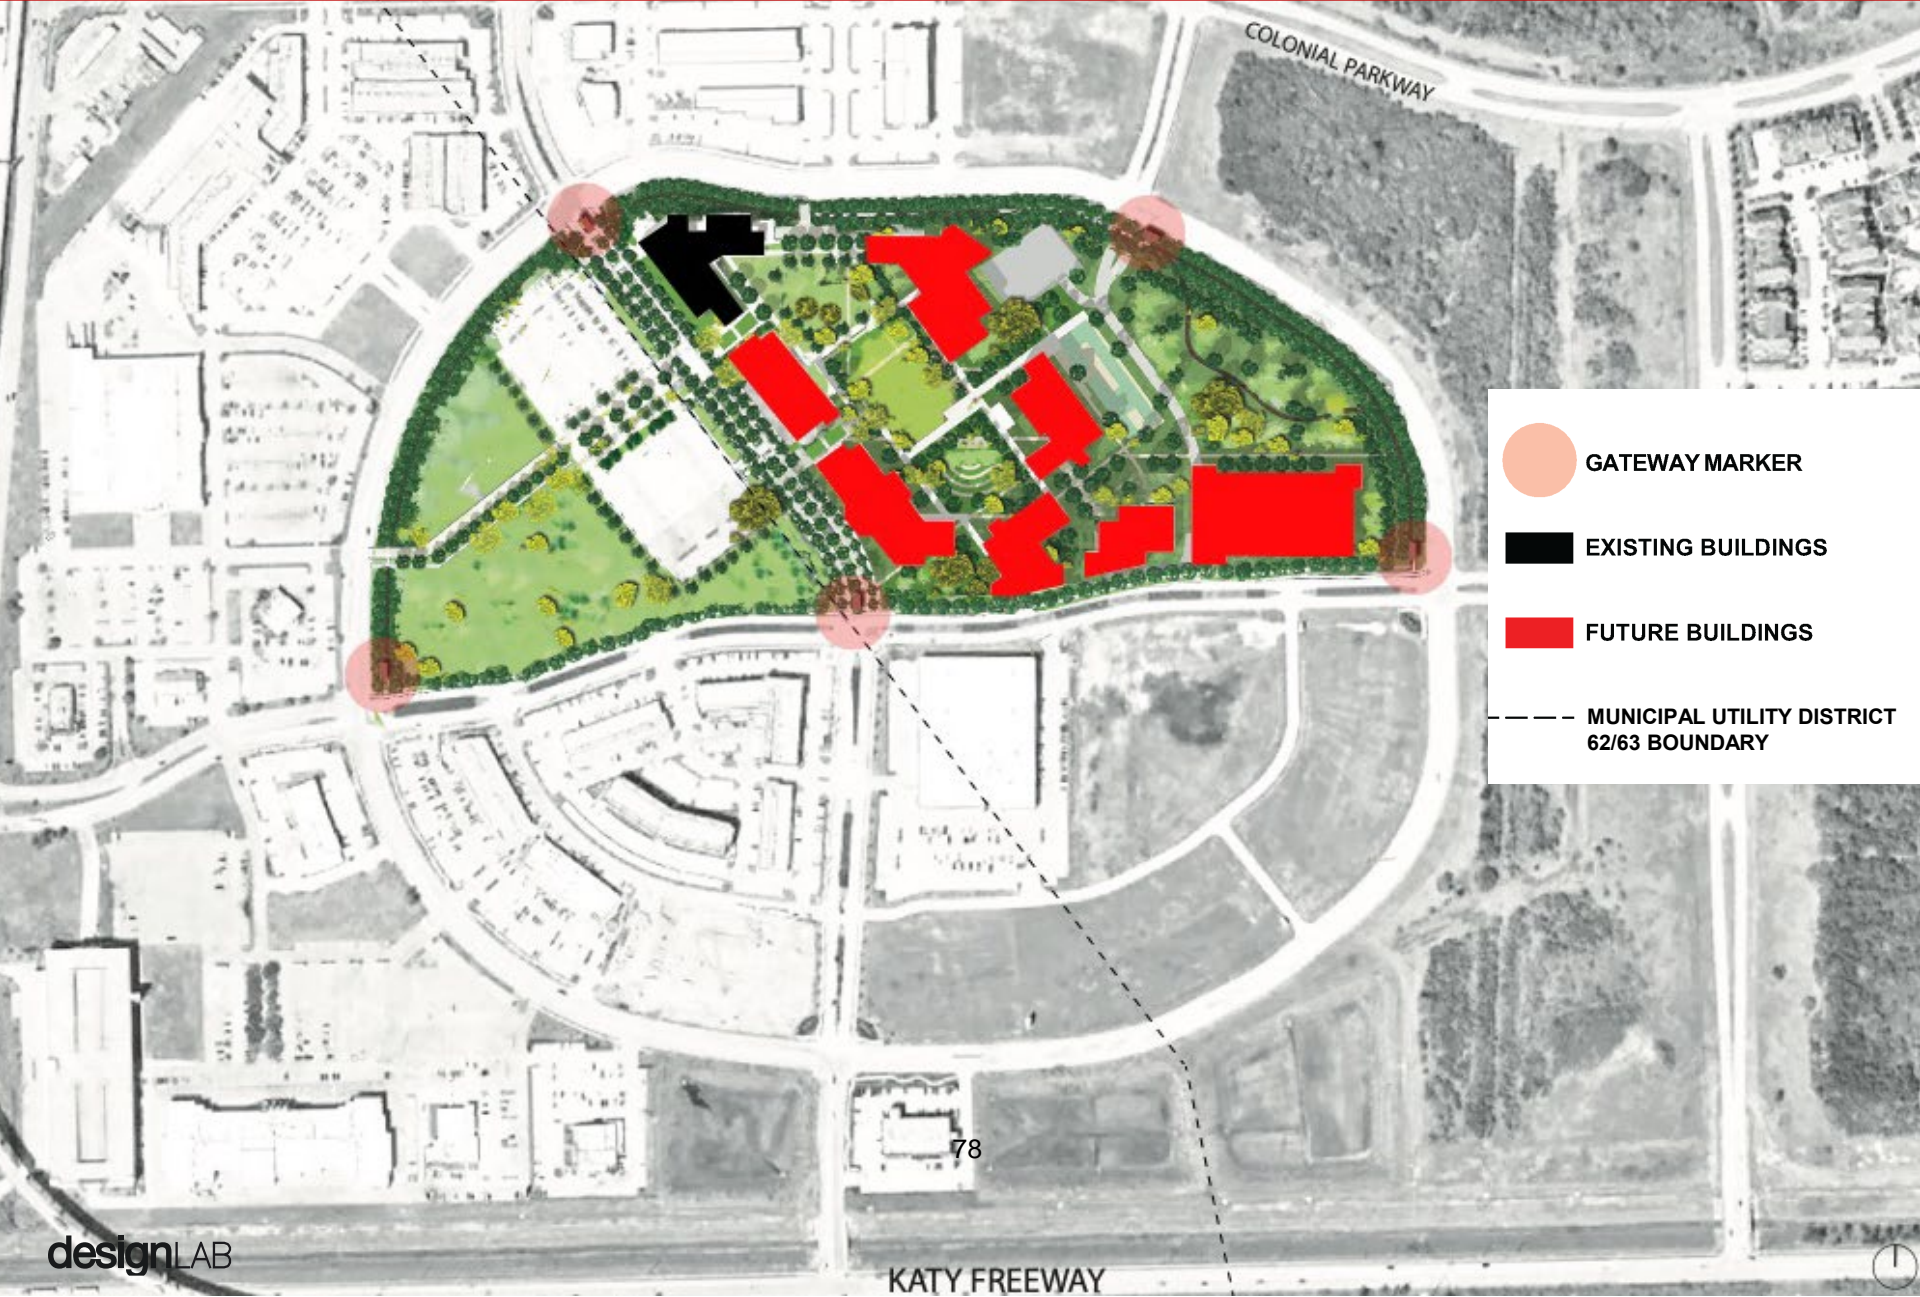 COLONIAL PARKWAY
GATEWAY MARKER
EXISTING BUILDINGS
FUTURE BUILDINGS
MUNICIPAL UTILITY DISTRICT
62/63 BOUNDARY
78
designLAB
KATY FREEWAY